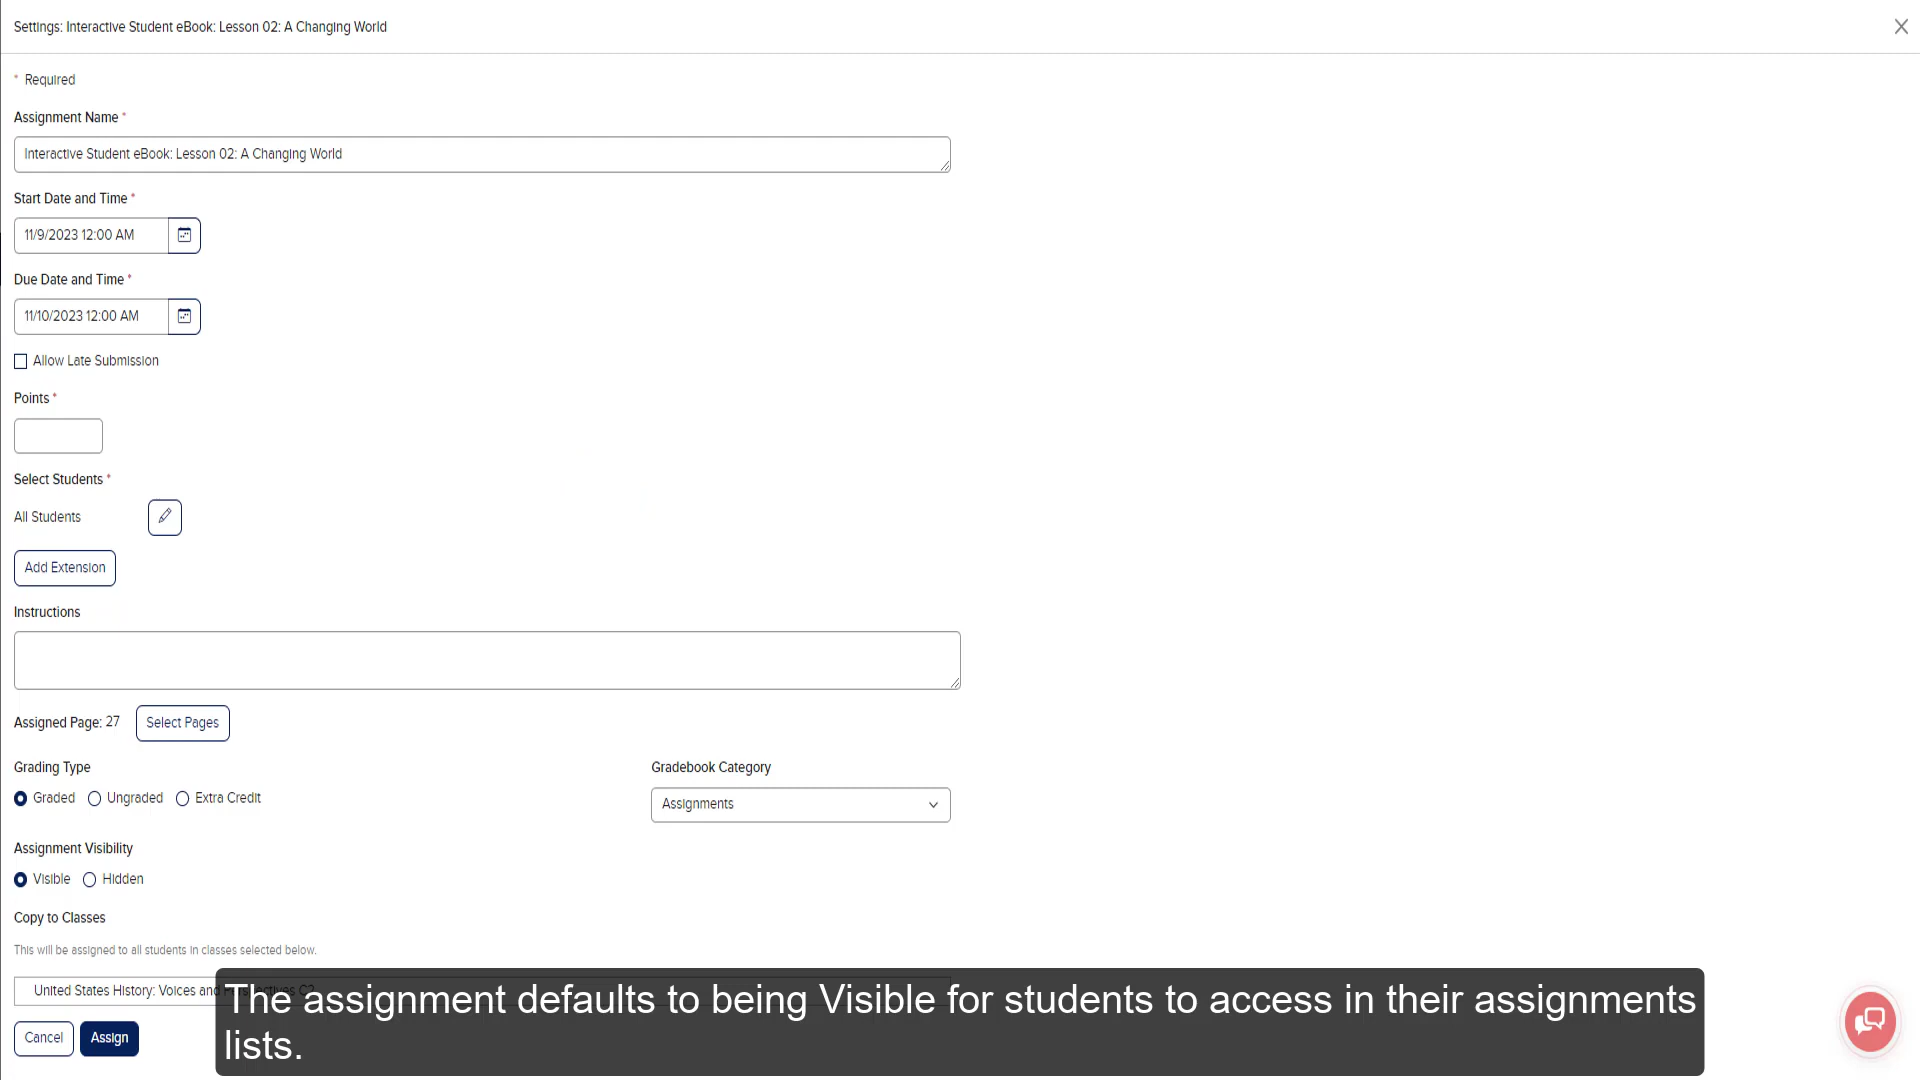 Settings: Interactive Student eBook: Lesson 02: A Changing World
* Required
Assignment Name *
Interactive Student eBook: Lesson 02: A Changing World
Start Date and Time *
11/9/2023 12:00 AM
Due Date and Time *
11/10/2023 12:00 AM
Allow Late Submission
Points *
Select Students *
All Students
Add Extension
Instructions
Assigned Page: 27 Select Pages
Grading Type Gradebook Category
Graded Ungraded Extra Credit Assignments
Assignment Visibility
Visible Hidden
Copy to Classes
This will be assigned to all students in classes selected below.
United States History: Voices and Perspectives C2
Cancel Assign
The assignment defaults to being Visible for students to access in their assignments
lists.